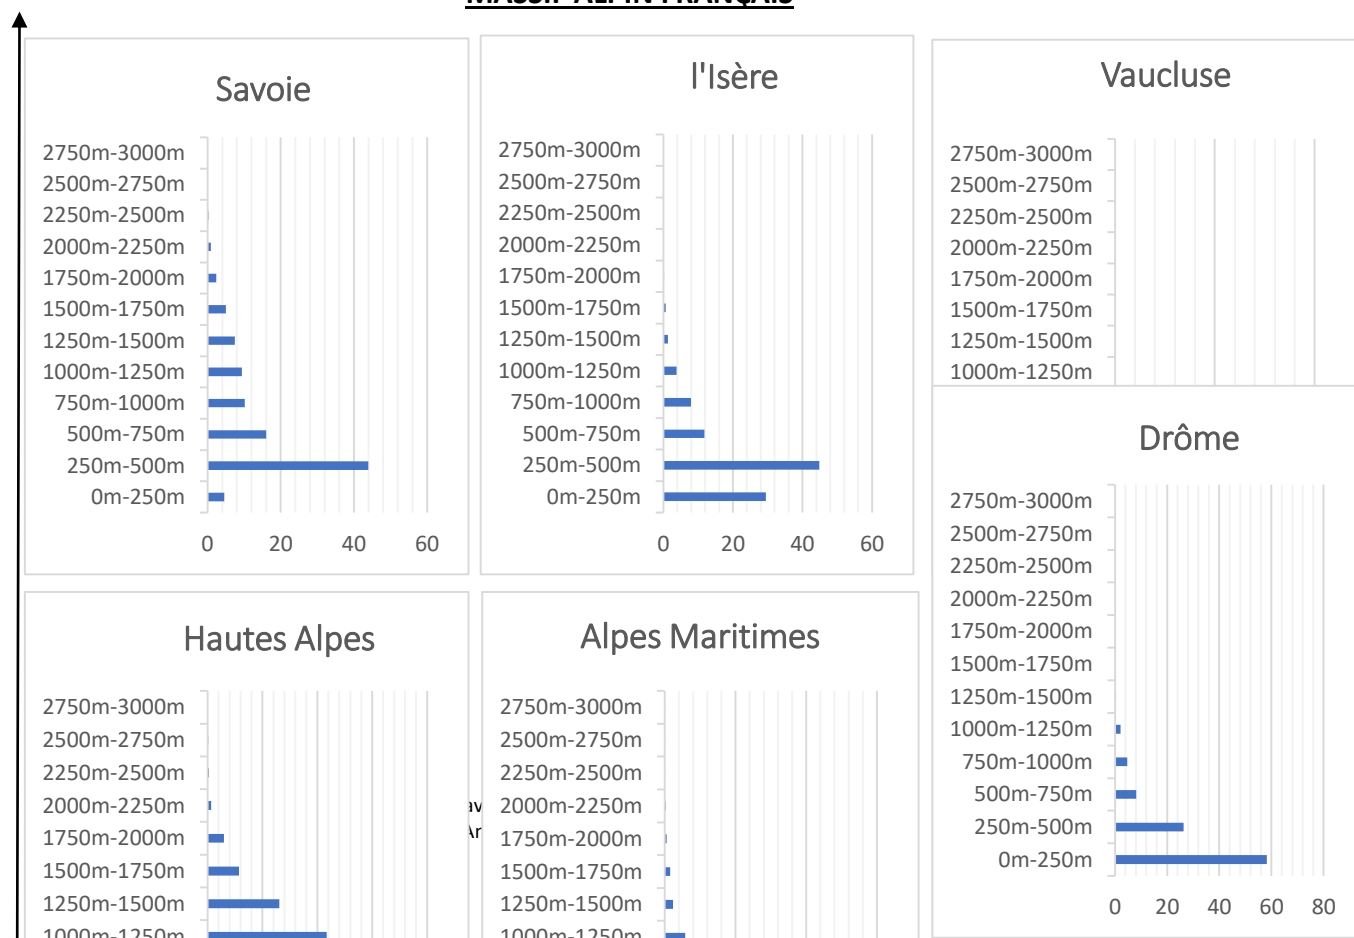 MASSIF ALPIN FRANÇAIS
Savoie
2750m-3000m
2500m-2750m
2250m-2500m
2000m-2250m
1750m-2000m
1500m-1750m
1250m-1500m
1000m-1250m
750m-1000m
500m-750m
250m-500m
0m-250m
0 20 40 60
l'Isère
2750m-3000m
2500m-2750m
2250m-2500m
2000m-2250m
1750m-2000m
1500m-1750m
1250m-1500m
1000m-1250m
750m-1000m
500m-750m
250m-500m
0m-250m
0 20 40 60
Vaucluse
2750m-3000m
2500m-2750m
2250m-2500m
2000m-2250m
1750m-2000m
1500m-1750m
1250m-1500m
1000m-1250m
Drôme
2750m-3000m
2500m-2750m
2250m-2500m
2000m-2250m
1750m-2000m
1500m-1750m
1250m-1500m
1000m-1250m
750m-1000m
500m-750m
250m-500m
0m-250m
0 20 40 60 80
Hautes Alpes
2750m-3000m
2500m-2750m
2250m-2500m
2000m-2250m
1750m-2000m
1500m-1750m
1250m-1500m
1000m-1250m
Alpes Maritimes
2750m-3000m
2500m-2750m
2250m-2500m
2000m-2250m
1750m-2000m
1500m-1750m
1250m-1500m
1000m-1250m